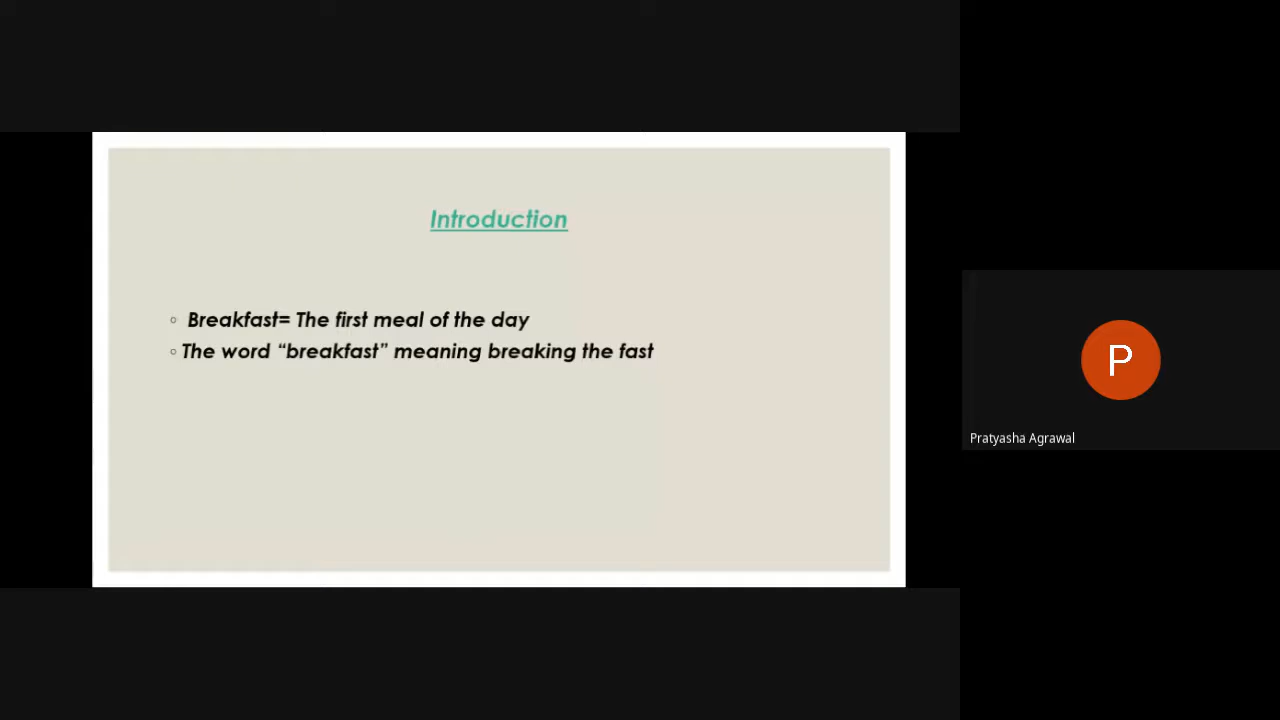 Introduction
◦ Breakfast= The first meal of the day
◦ The word “breakfast” meaning breaking the fast
P
Pratyasha Agrawal